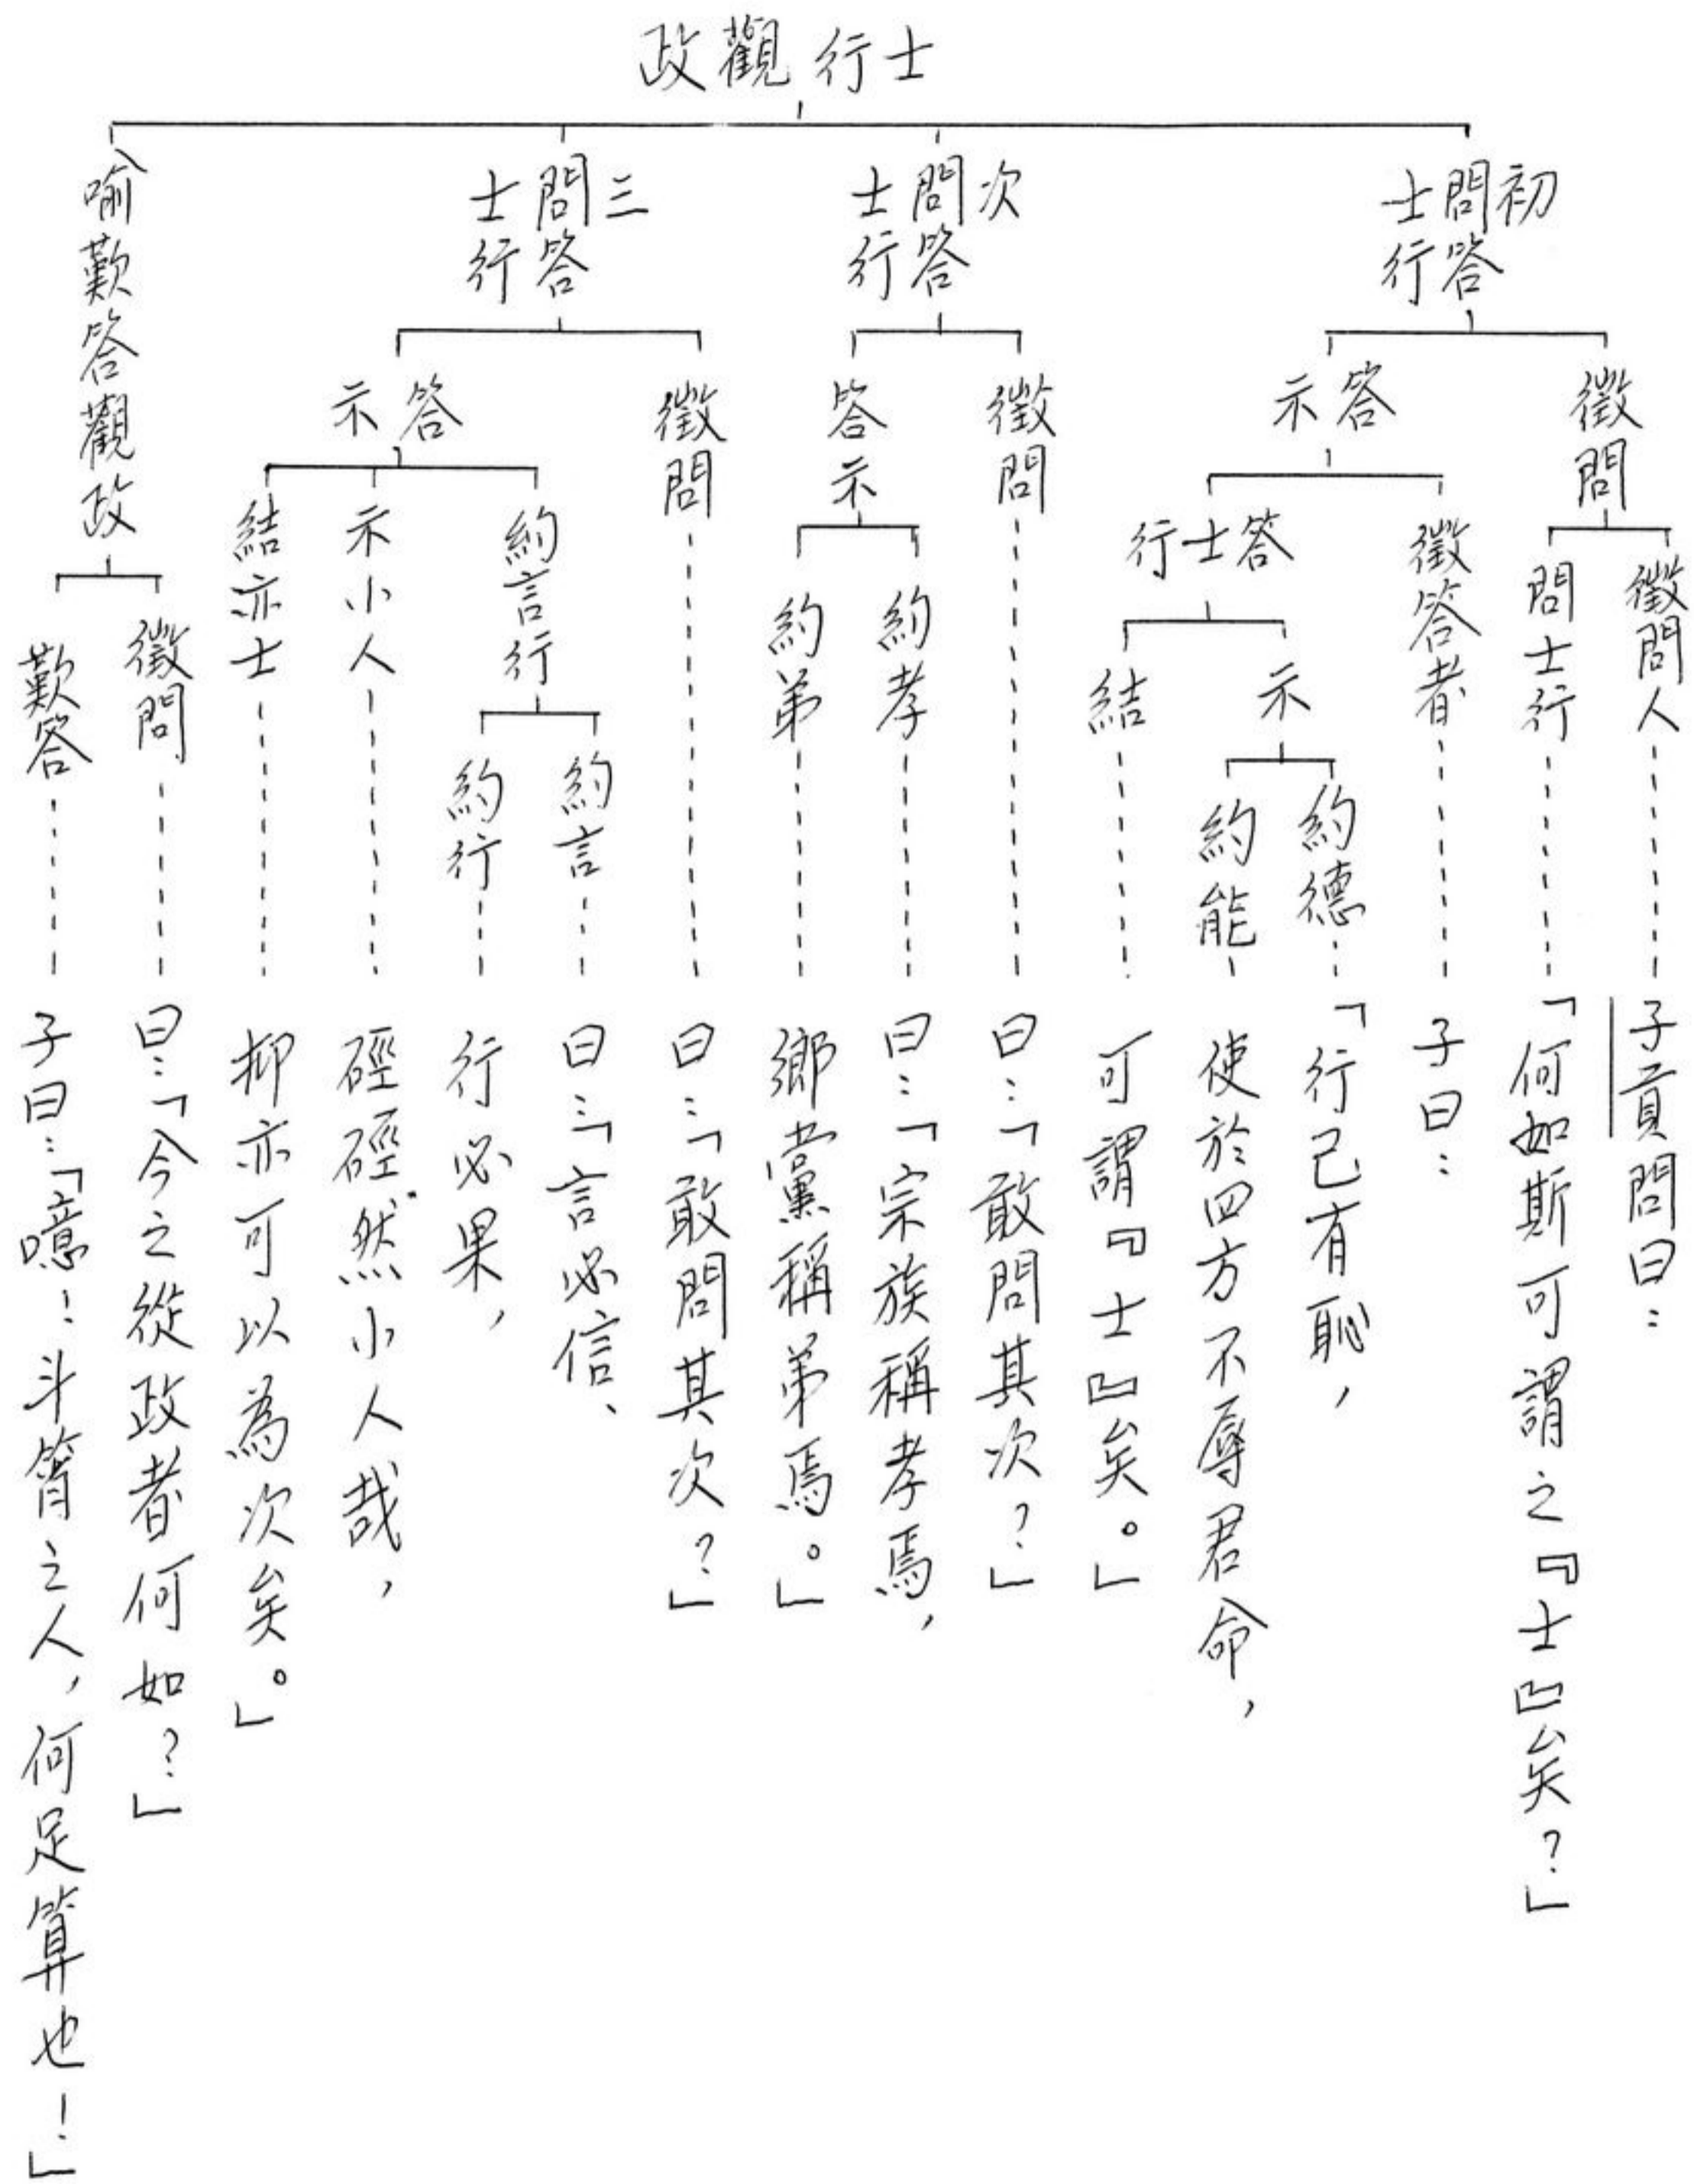 士行觀政
初問答士行
徵問
徵問人
子貢問曰：
問士行
「何如斯可謂之『士』矣？」
答示
徵答者
子曰：
答士行
示
約德
「行己有恥，
約能
使於四方不辱君命，
結
可謂『士』矣。」
次問答士行
徵問
曰：「敢問其次？」
答示
約孝
曰：「宗族稱孝焉，
約弟
鄉黨稱弟焉。」
三問答士行
徵問
曰：「敢問其次？」
答示
約言行
約言
曰：「言必信、
約行
行必果，
示小人
硜硜然小人哉，
結亦士
抑亦可以為次矣。」
喻歎答觀政
徵問
曰：「今之從政者何如？」
歎答
子曰：「噫！斗筲之人，何足算也！」